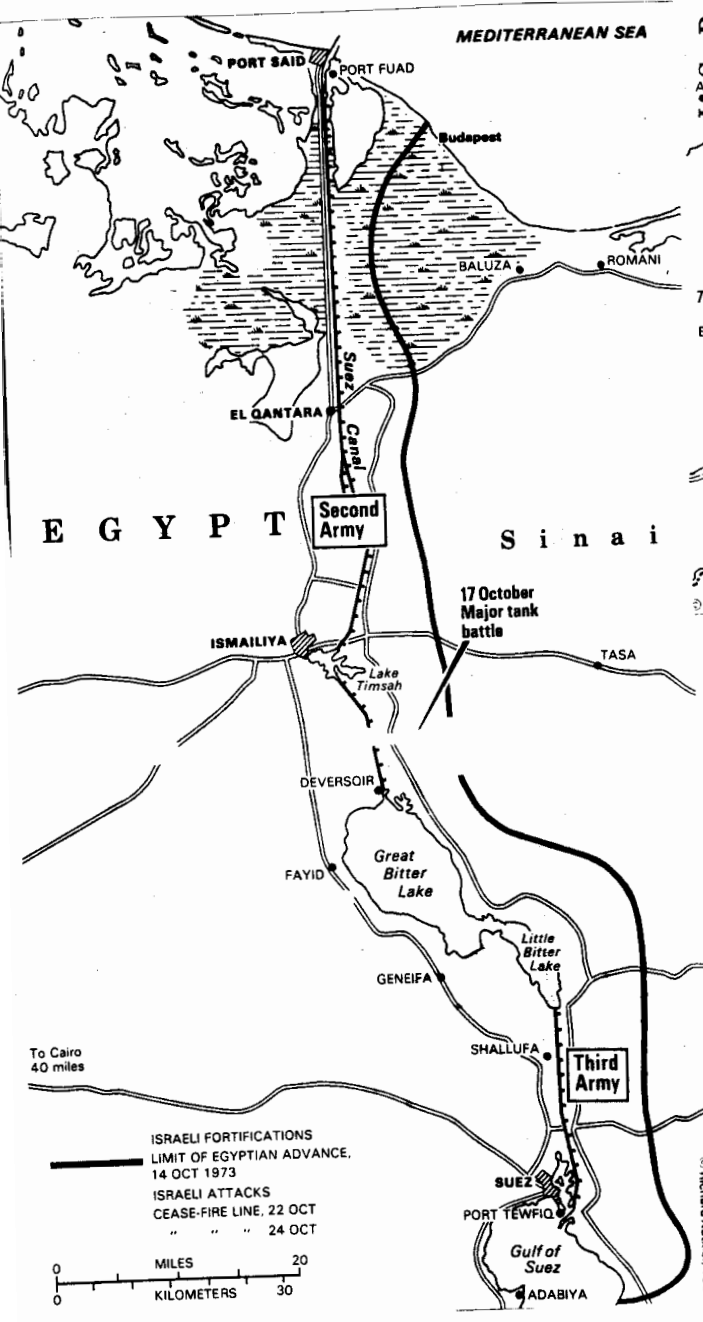 MEDITERRANEAN SEA
PORT SAID
PORT FUAD
Budapest
BALUZA
ROMANI
Suez
Canal
EL QANTARA
Second
Army
EGYPT
Sinai
17 October
Major tank
battle
ISMAILIYA
TASA
Lake
Timsah
DEVERSOIR
Great
Bitter
Lake
FAYID
Little
Bitter
Lake
GENEIFA
SHALLUFA
To Cairo
40 miles
Third
Army
ISRAELI FORTIFICATIONS
LIMIT OF EGYPTIAN ADVANCE,
14 OCT 1973
ISRAELI ATTACKS
CEASE-FIRE LINE, 22 OCT
" " " 24 OCT
SUEZ
PORT TEWFIQ
Gulf of
Suez
ADABIYA
0 MILES 20
0 KILOMETERS 30